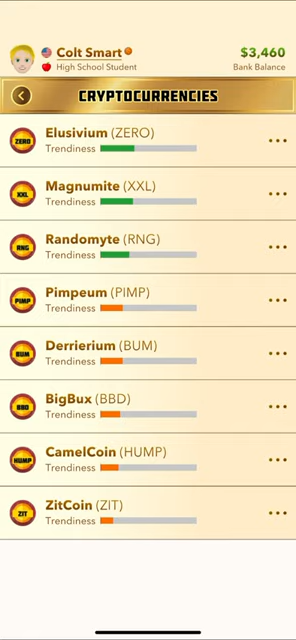 Colt Smart
$3,460
High School Student
Bank Balance
CRYPTOCURRENCIES
ZERO
Elusivium (ZERO)
Trendiness
XXL
Magnumite (XXL)
Trendiness
RNG
Randomyte (RNG)
Trendiness
PIMP
Pimpeum (PIMP)
Trendiness
BUM
Derrierium (BUM)
Trendiness
BBD
BigBux (BBD)
Trendiness
HUMP
CamelCoin (HUMP)
Trendiness
ZIT
ZitCoin (ZIT)
Trendiness